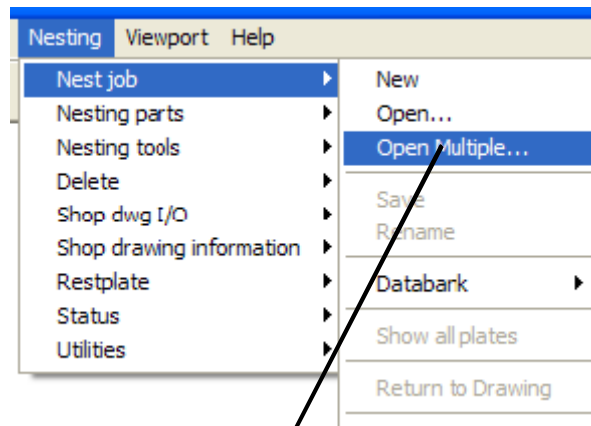 Nesting Viewport Help
Nest job
Nesting parts
Nesting tools
Delete
Shop dwg I/O
Shop drawing information
Restplate
Status
Utilities
New
Open...
Open Multiple...
Save
Rename
Databark
Show all plates
Return to Drawing